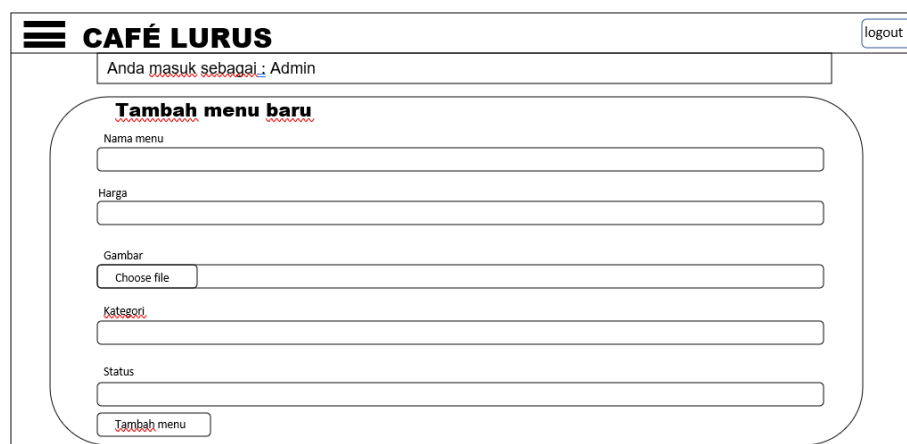 CAFÉ LURUS
logout
Anda masuk sebagai : Admin
Tambah menu baru
Nama menu
Harga
Gambar
Choose file
Kategori
Status
Tambah menu